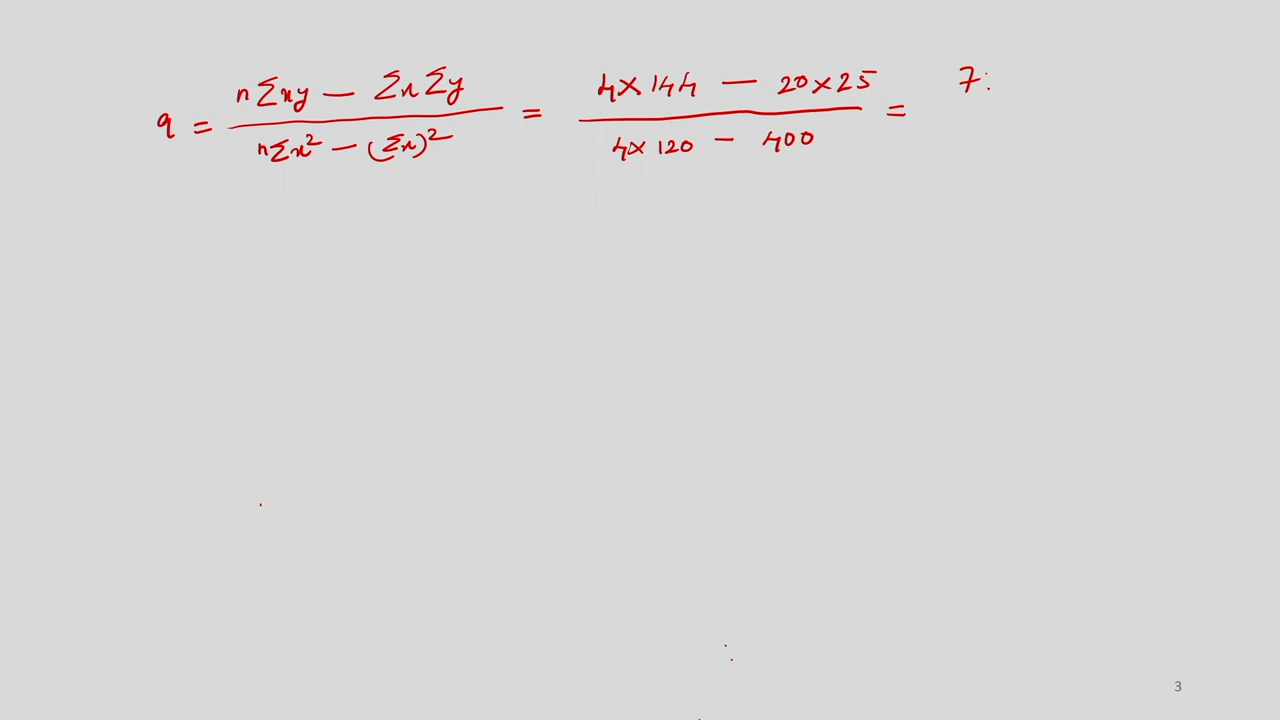 a = (nΣxy − ΣxΣy) / (nΣx² − (Σx)²) = (4×144 − 20×25) / (4×120 − 400) = 7
3